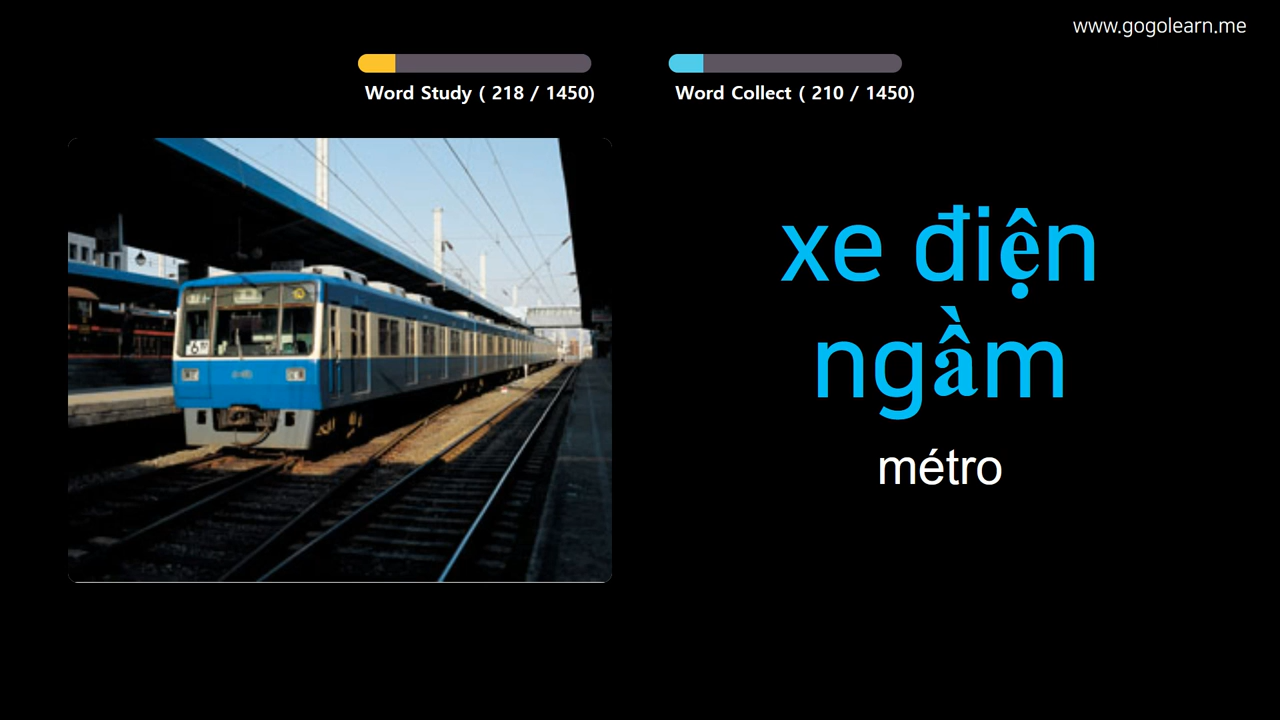 www.gogolearn.me
Word Study ( 218 / 1450)
Word Collect ( 210 / 1450)
xe điện
ngầm
métro